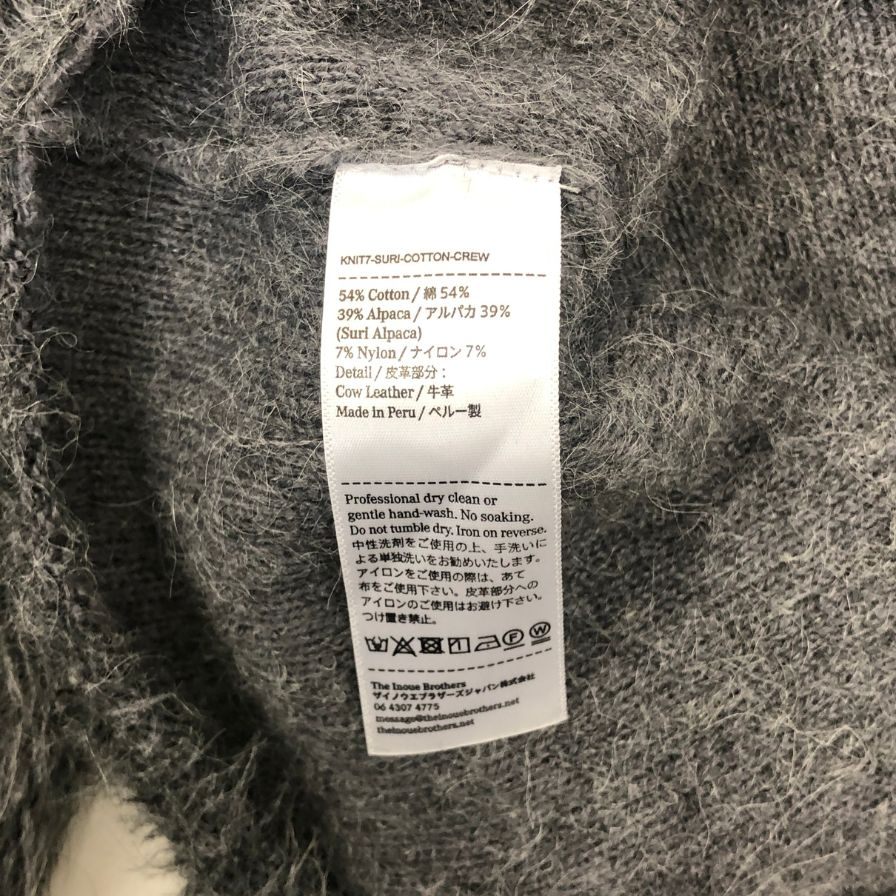 KNIT7-SURI-COTTON-CREW
54% Cotton / 綿 54%
39% Alpaca / アルパカ 39%
(Suri Alpaca)
7% Nylon / ナイロン 7%
Detail / 皮革部分 :
Cow Leather / 牛革
Made in Peru / ペルー製
Professional dry clean or
gentle hand-wash. No soaking.
Do not tumble dry. Iron on reverse.
中性洗剤をご使用の上、手洗いに
よる単独洗いをお勧めいたします。
アイロンをご使用の際は、あて
布をご使用下さい。皮革部分への
アイロンのご使用はお避け下さい。
つけ置き禁止。
F W
The Inoue Brothers
ザイノウエブラザーズジャパン株式会社
06 4307 4775
message@theinouebrothers.net
theinouebrothers.net